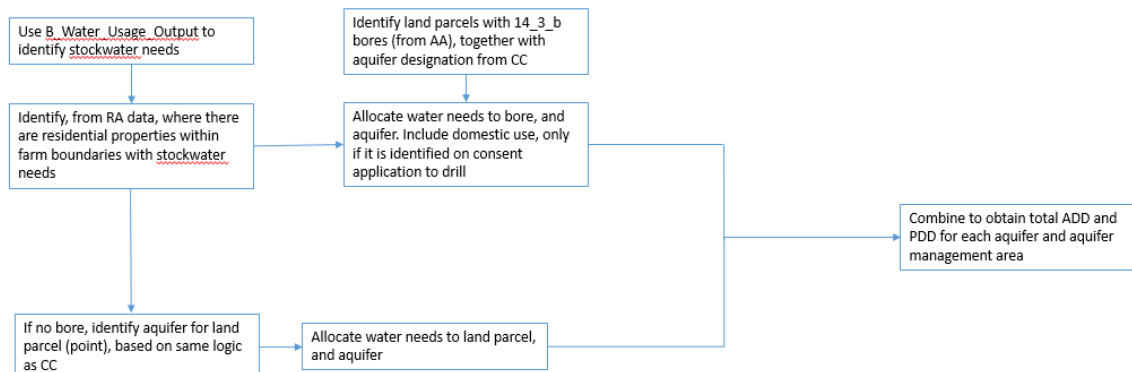 Use B_Water_Usage_Output to
identify stockwater needs
Identify land parcels with 14_3_b
bores (from AA), together with
aquifer designation from CC
Identify, from RA data, where there
are residential properties within
farm boundaries with stockwater
needs
Allocate water needs to bore, and
aquifer. Include domestic use, only
if it is identified on consent
application to drill
Combine to obtain total ADD and
PDD for each aquifer and aquifer
management area
If no bore, identify aquifer for land
parcel (point), based on same logic
as CC
Allocate water needs to land parcel,
and aquifer